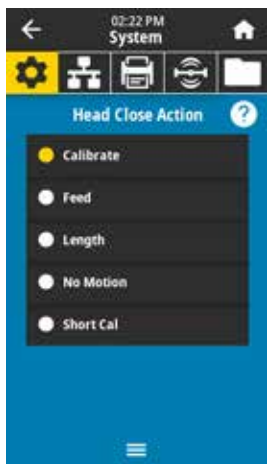 02:22 PM
System
Head Close Action
?
Calibrate
Feed
Length
No Motion
Short Cal